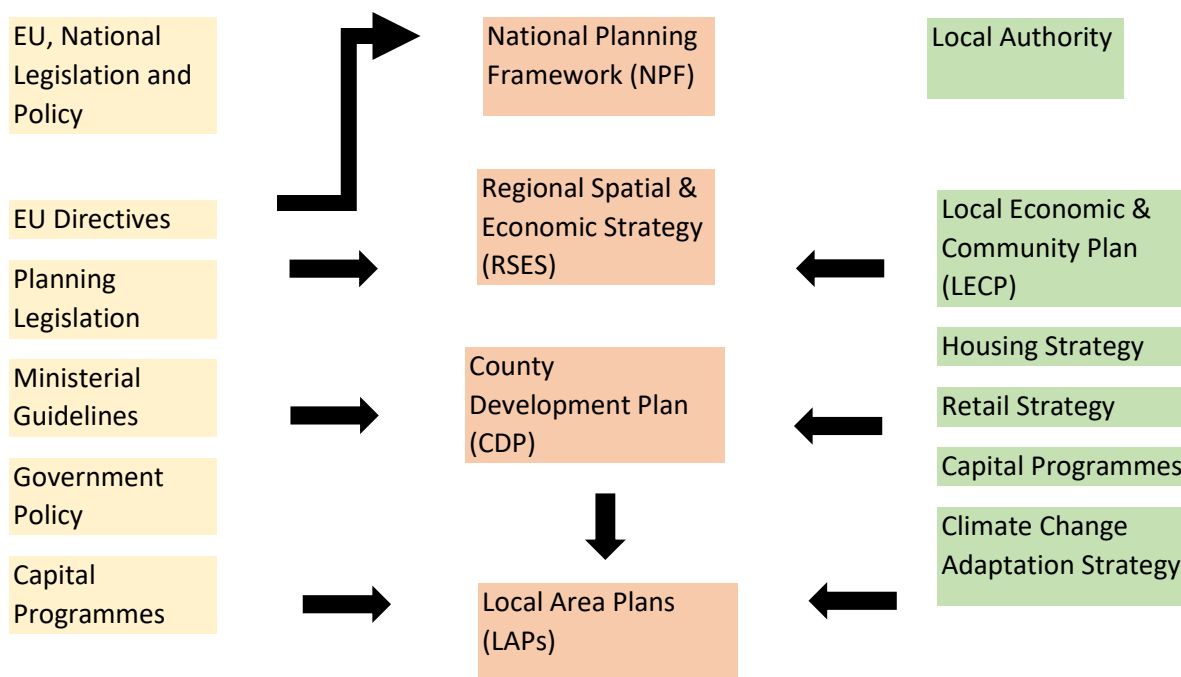 EU, National
Legislation and
Policy
National Planning
Framework (NPF)
Local Authority
EU Directives
Regional Spatial &
Economic Strategy
(RSES)
Local Economic &
Community Plan
(LECP)
Planning
Legislation
Housing Strategy
Ministerial
Guidelines
County
Development Plan
(CDP)
Retail Strategy
Government
Policy
Capital Programmes
Climate Change
Adaptation Strategy
Capital
Programmes
Local Area Plans
(LAPs)